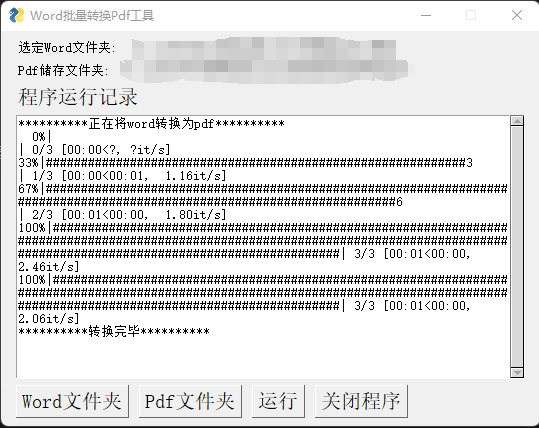 Word批量转换Pdf工具
选定Word文件夹:
Pdf储存文件夹:
程序运行记录
**********正在将word转换为pdf**********
0%|
| 0/3 [00:00<?, ?it/s]
33%|############################################################3
| 1/3 [00:00<00:01,  1.16it/s]
67%|##################################################################
######################################################6
| 2/3 [00:01<00:00,  1.80it/s]
100%|#################################################################
######################################################################
##############################################| 3/3 [00:01<00:00,
2.46it/s]
100%|#################################################################
######################################################################
##############################################| 3/3 [00:01<00:00,
2.06it/s]
**********转换完毕**********
Word文件夹 Pdf文件夹 运行 关闭程序